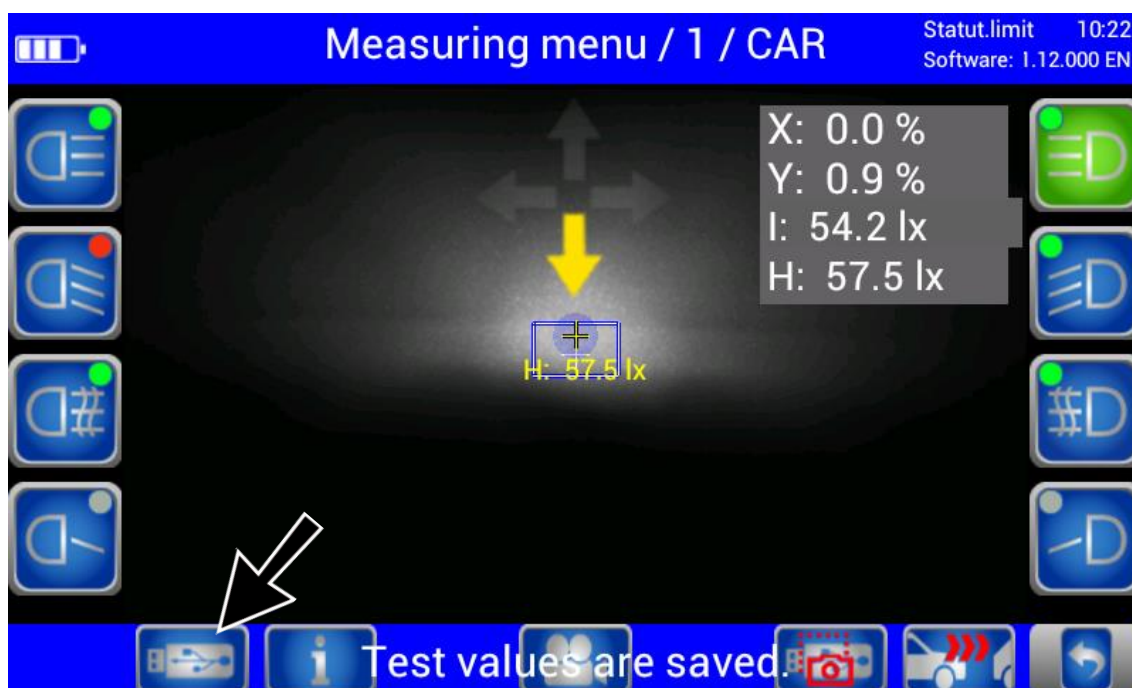 Measuring menu / 1 / CAR
Statut.limit 10:22
Software: 1.12.000 EN
X: 0.0 %
Y: 0.9 %
I: 54.2 lx
H: 57.5 lx
H: 57.5 lx
i
Test values are saved.